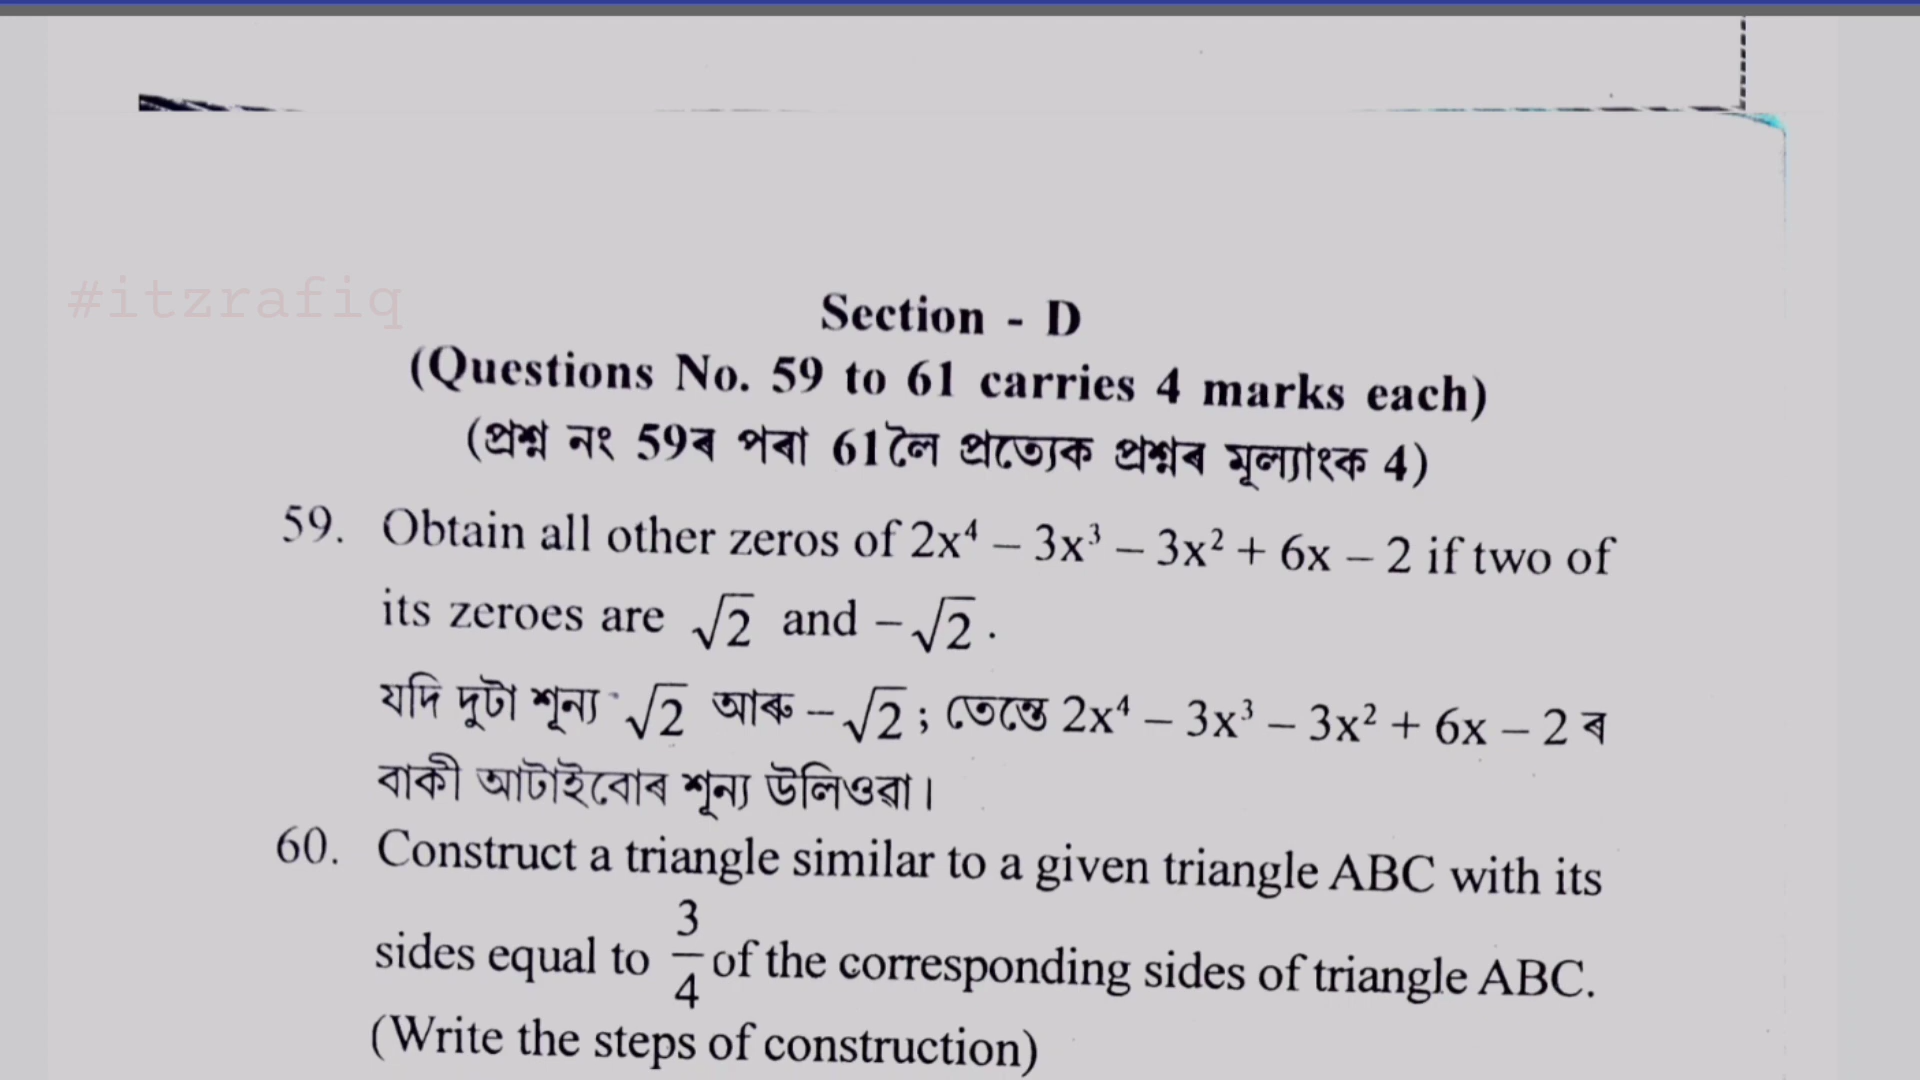 #itzrafiq
Section - D
(Questions No. 59 to 61 carries 4 marks each)
(প্ৰশ্ন নং 59ৰ পৰা 61লৈ প্ৰত্যেক প্ৰশ্নৰ মূল্যাংক 4)
59. Obtain all other zeros of 2x⁴ – 3x³ – 3x² + 6x – 2 if two of
its zeroes are √2 and –√2.
যদি দুটা শূন্য √2 আৰু –√2 ; তেন্তে 2x⁴ – 3x³ – 3x² + 6x – 2 ৰ
বাকী আটাইবোৰ শূন্য উলিওৱা।
60. Construct a triangle similar to a given triangle ABC with its
sides equal to 3/4 of the corresponding sides of triangle ABC.
(Write the steps of construction)